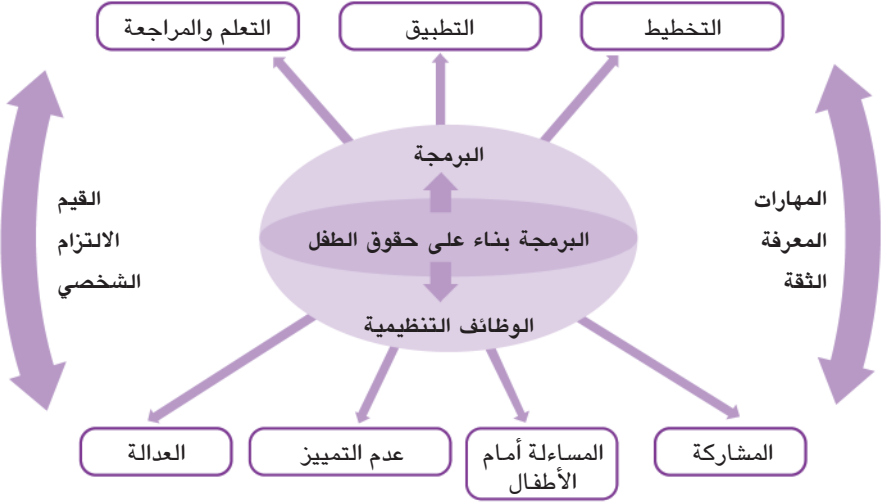 التخطيط
التطبيق
التعلم والمراجعة
البرمجة
المهارات
المعرفة
الثقة
القيم
الالتزام
الشخصي
البرمجة بناء على حقوق الطفل
الوظائف التنظيمية
المشاركة
المساءلة أمام
الأطفال
عدم التمييز
العدالة